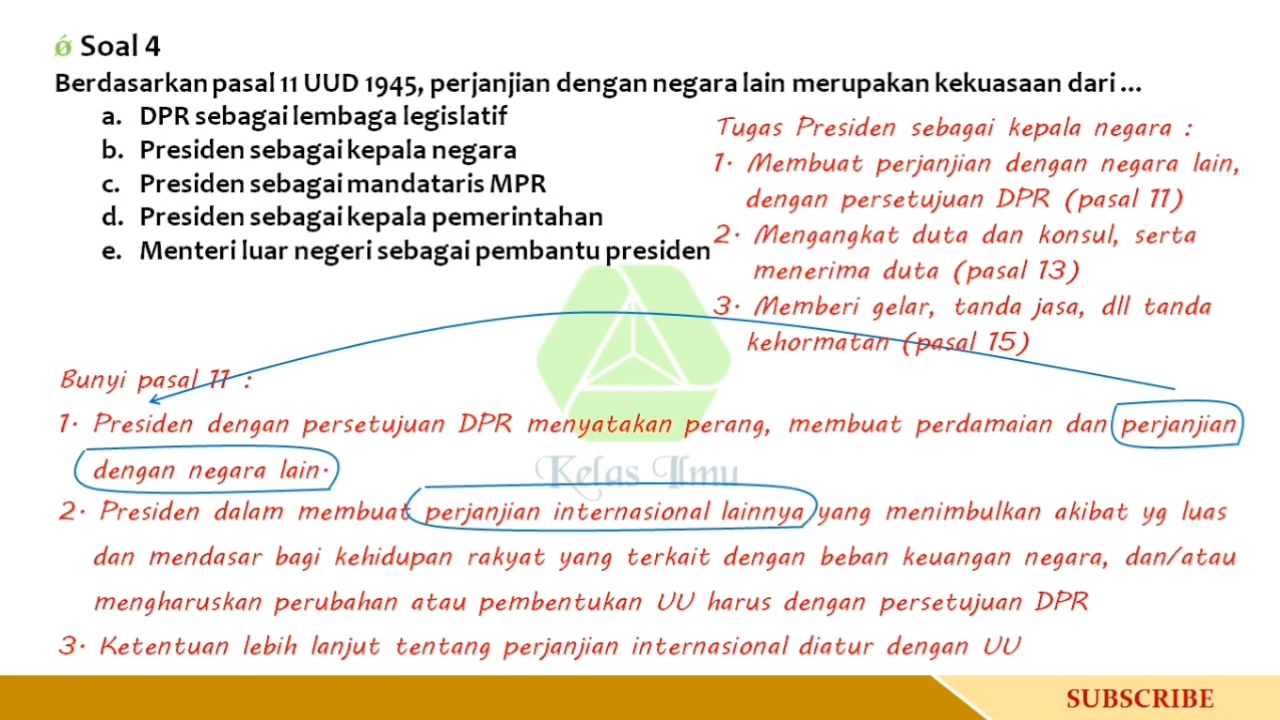 Soal 4
Berdasarkan pasal 11 UUD 1945, perjanjian dengan negara lain merupakan kekuasaan dari ...
a. DPR sebagai lembaga legislatif
b. Presiden sebagai kepala negara
c. Presiden sebagai mandataris MPR
d. Presiden sebagai kepala pemerintahan
e. Menteri luar negeri sebagai pembantu presiden
Tugas Presiden sebagai kepala negara :
1. Membuat perjanjian dengan negara lain,
dengan persetujuan DPR (pasal 11)
2. Mengangkat duta dan konsul, serta
menerima duta (pasal 13)
3. Memberi gelar, tanda jasa, dll tanda
kehormatan (pasal 15)
Bunyi pasal 11 :
1. Presiden dengan persetujuan DPR menyatakan perang, membuat perdamaian dan perjanjian
dengan negara lain.
Kelas Ilmu
2. Presiden dalam membuat perjanjian internasional lainnya yang menimbulkan akibat yg luas
dan mendasar bagi kehidupan rakyat yang terkait dengan beban keuangan negara, dan/atau
mengharuskan perubahan atau pembentukan UU harus dengan persetujuan DPR
3. Ketentuan lebih lanjut tentang perjanjian internasional diatur dengan UU
SUBSCRIBE